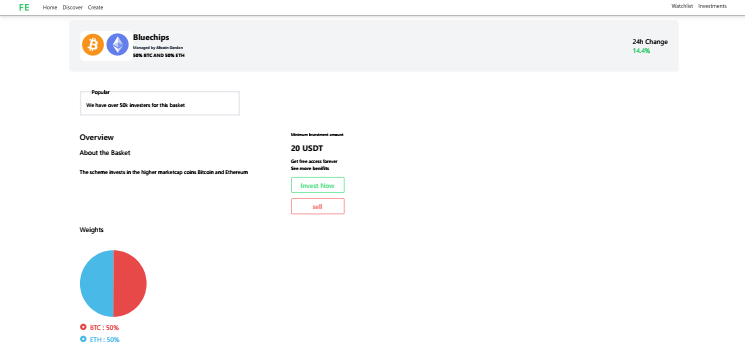 FE Home Discover Create Watchlist Investments
Bluechips
Managed by Altcoin Gordon
50% BTC AND 50% ETH
24h Change
14.4%
Popular
We have over 50k investers for this basket
Overview
About the Basket
The scheme invests in the higher marketcap coins Bitcoin and Ethereum
Minimum Investment amount
20 USDT
Get free access forever
See more benifits
Invest Now
sell
Weights
BTC : 50%
ETH : 50%